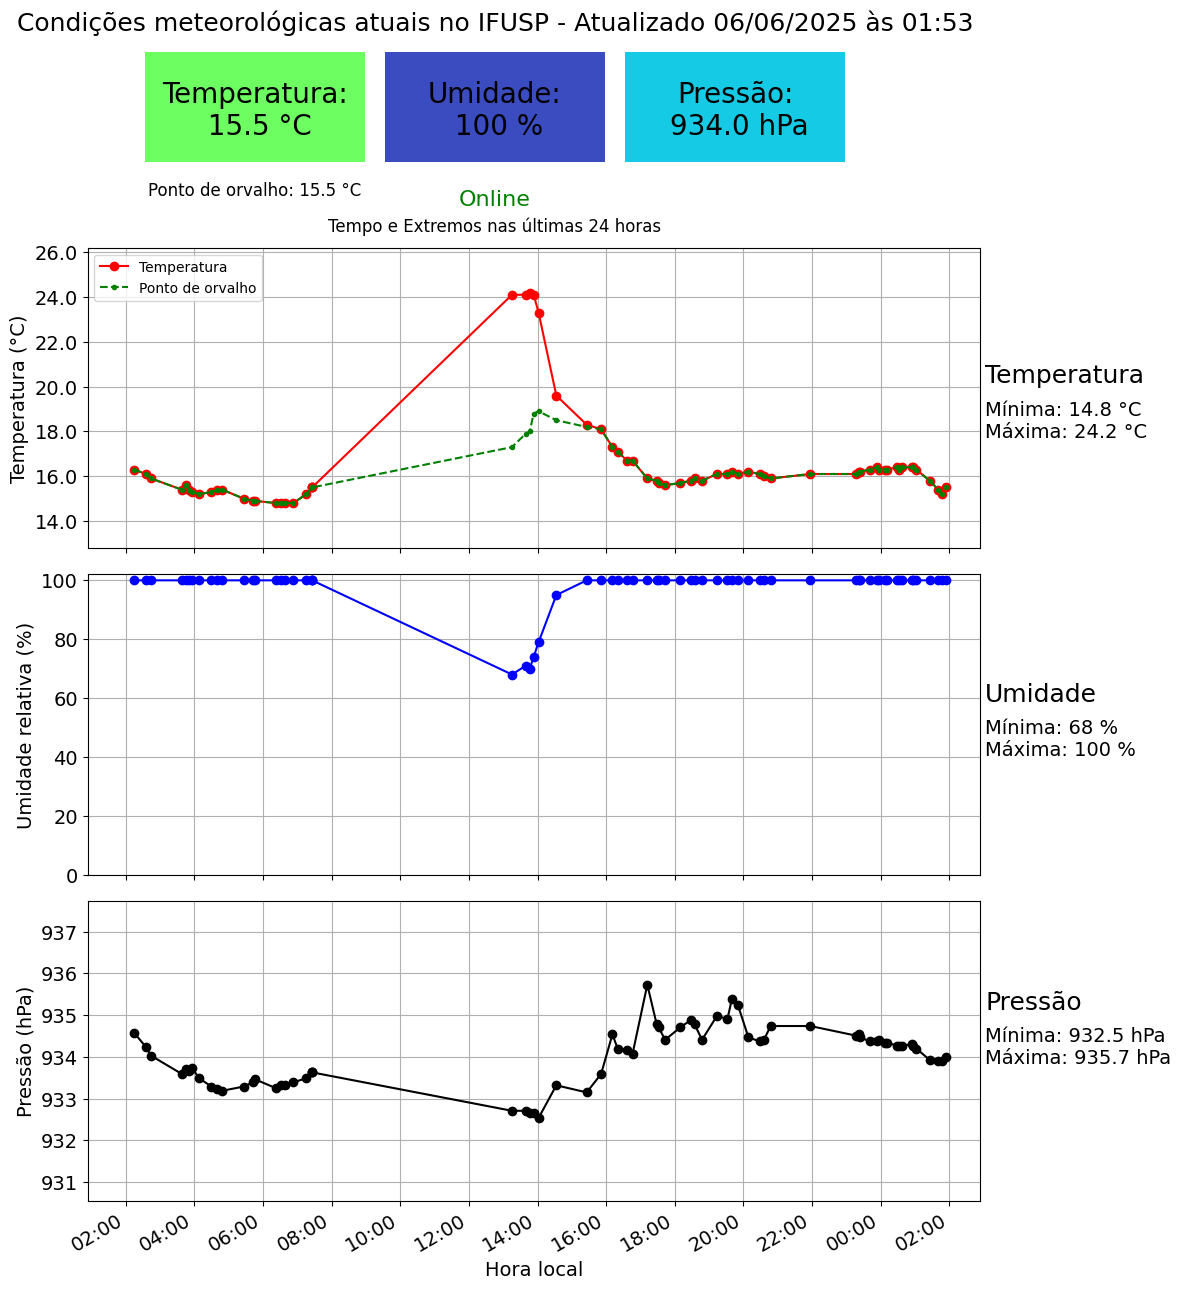 Condições meteorológicas atuais no IFUSP - Atualizado 06/06/2025 às 01:53
Temperatura:
15.5 °C
Umidade:
100 %
Pressão:
934.0 hPa
Ponto de orvalho: 15.5 °C
Online
Tempo e Extremos nas últimas 24 horas
Temperatura (°C)
26.0
24.0
22.0
20.0
18.0
16.0
14.0
Temperatura
Ponto de orvalho
Temperatura
Mínima: 14.8 °C
Máxima: 24.2 °C
Umidade relativa (%)
100
80
60
40
20
0
Umidade
Mínima: 68 %
Máxima: 100 %
Pressão (hPa)
937
936
935
934
933
932
931
Pressão
Mínima: 932.5 hPa
Máxima: 935.7 hPa
02:00 04:00 06:00 08:00 10:00 12:00 14:00 16:00 18:00 20:00 22:00 00:00 02:00
Hora local